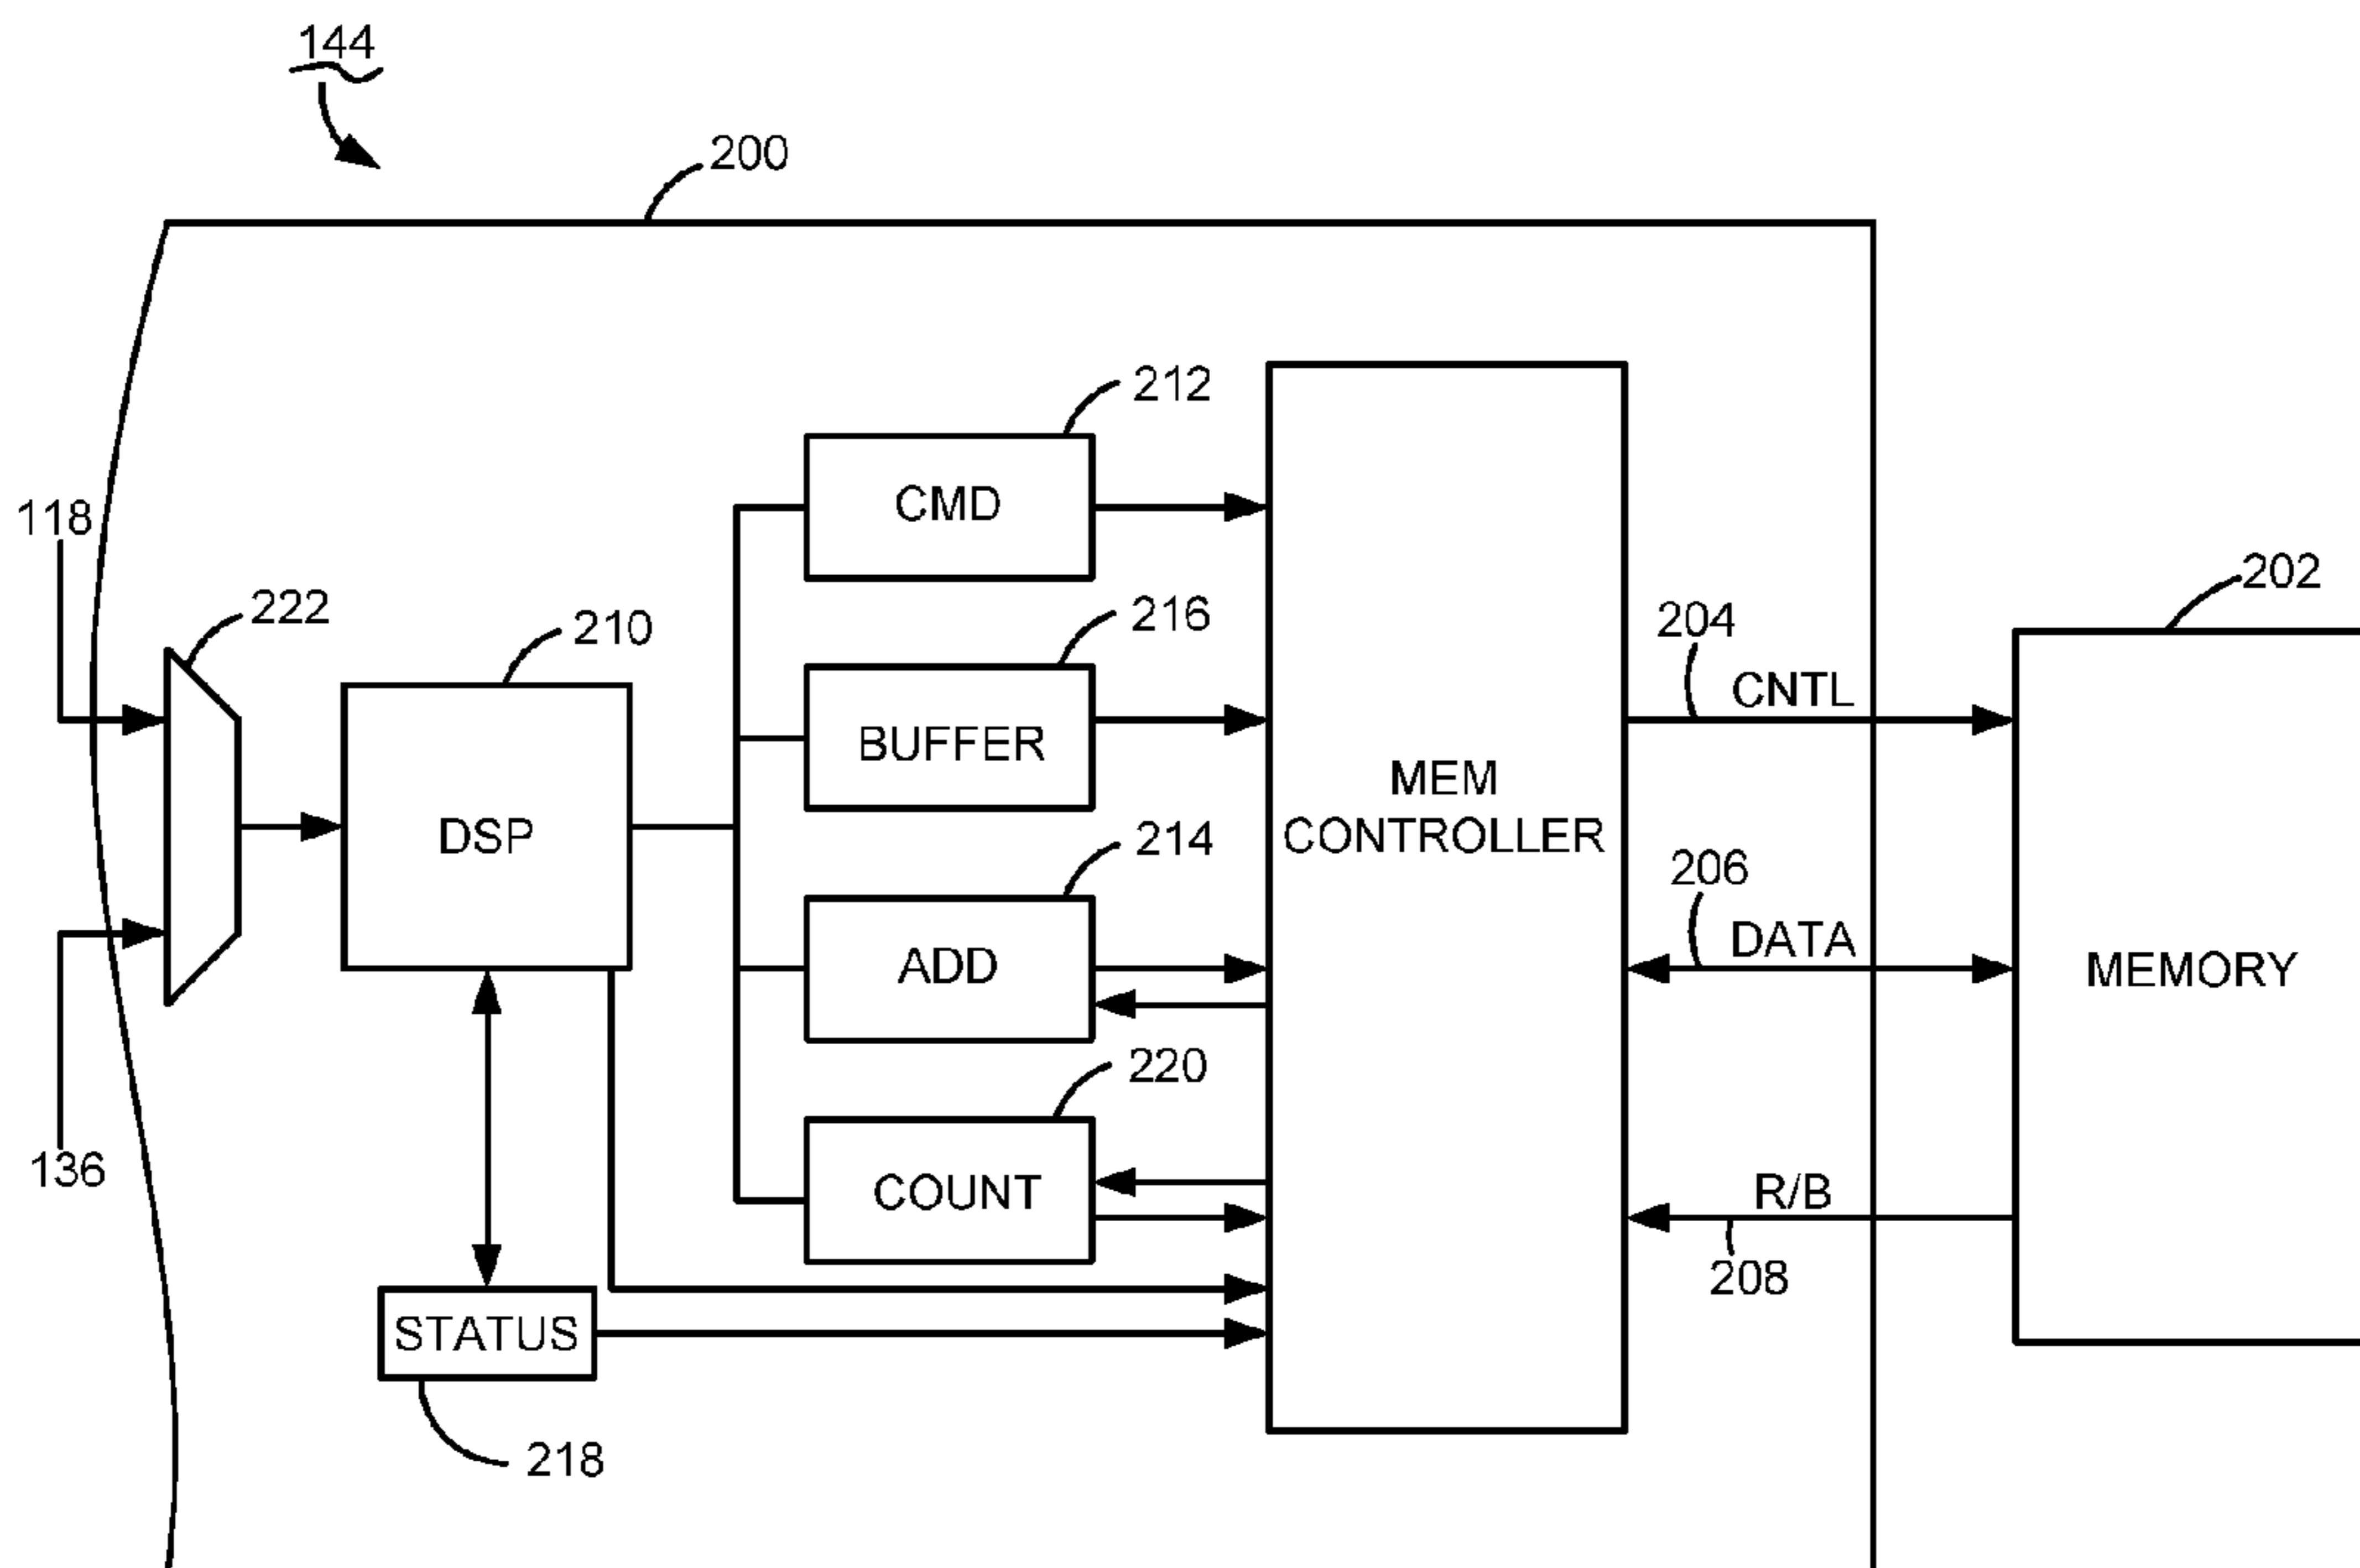 144
200
212
CMD
118
202
222
210
216
204
CNTL
BUFFER
MEM
CONTROLLER
DSP
214
206
DATA
ADD
MEMORY
220
136
COUNT
R/B
208
STATUS
218